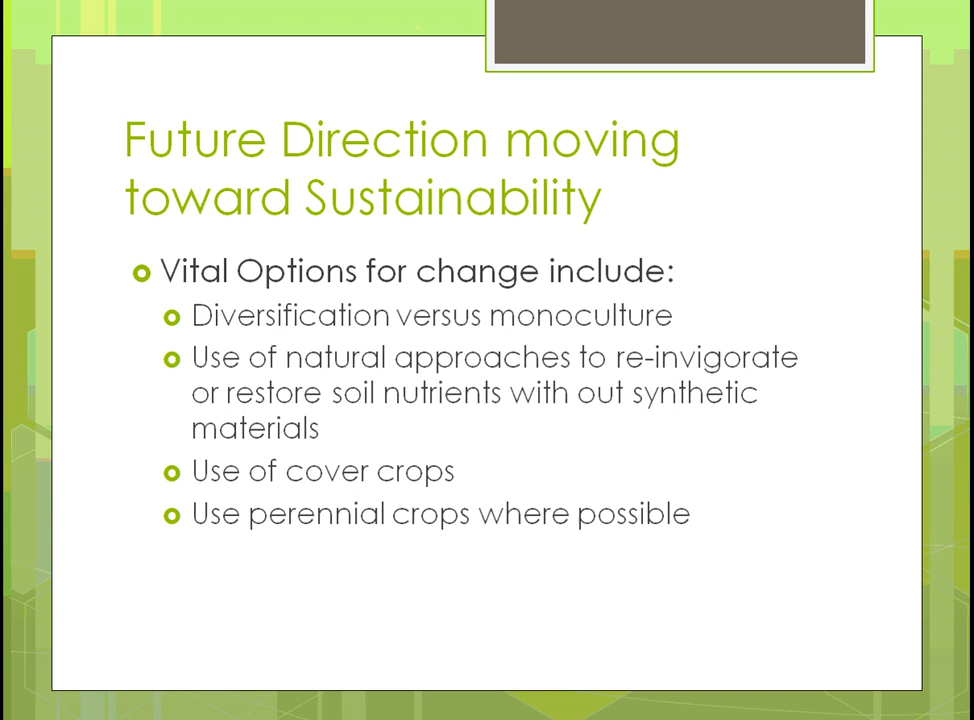 Future Direction moving
toward Sustainability
Vital Options for change include:
Diversification versus monoculture
Use of natural approaches to re-invigorate
or restore soil nutrients with out synthetic
materials
Use of cover crops
Use perennial crops where possible